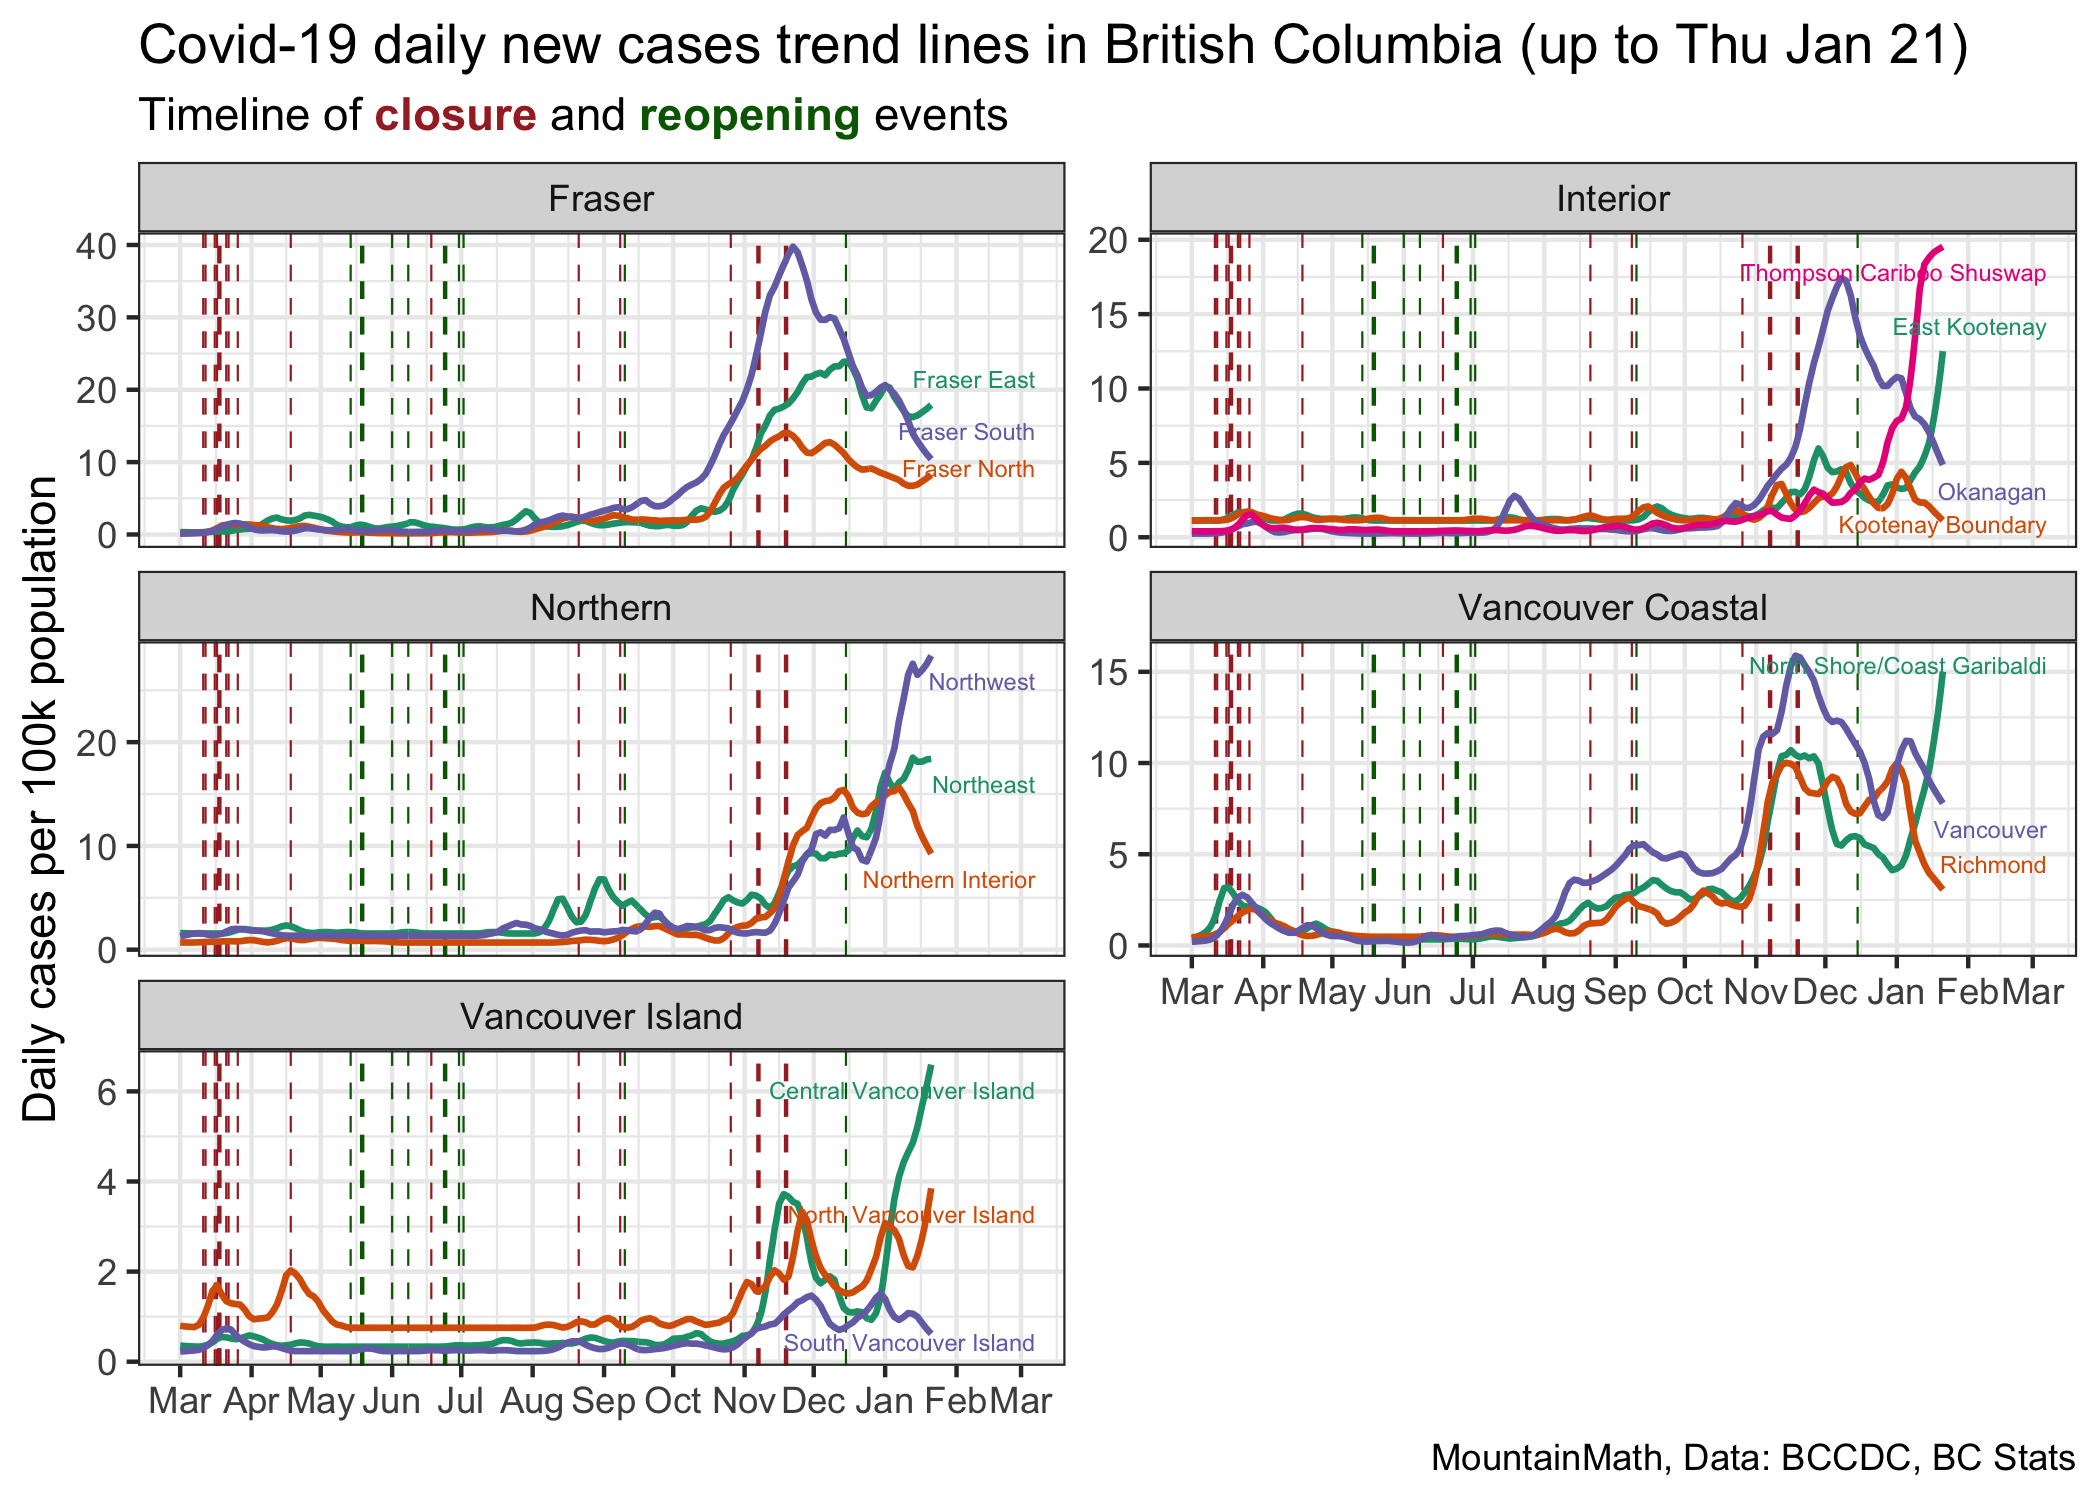 Covid-19 daily new cases trend lines in British Columbia (up to Thu Jan 21)
Timeline of closure and reopening events
Daily cases per 100k population
Fraser
40
30
20
10
0
Fraser East
Fraser South
Fraser North
Interior
20
15
10
5
0
Thompson Cariboo Shuswap
East Kootenay
Okanagan
Kootenay Boundary
Northern
20
10
0
Northwest
Northeast
Northern Interior
Vancouver Coastal
15
10
5
0
North Shore/Coast Garibaldi
Vancouver
Richmond
Mar Apr May Jun Jul Aug Sep Oct Nov Dec Jan Feb Mar
Vancouver Island
6
4
2
0
Central Vancouver Island
North Vancouver Island
South Vancouver Island
Mar Apr May Jun Jul Aug Sep Oct Nov Dec Jan Feb Mar
MountainMath, Data: BCCDC, BC Stats